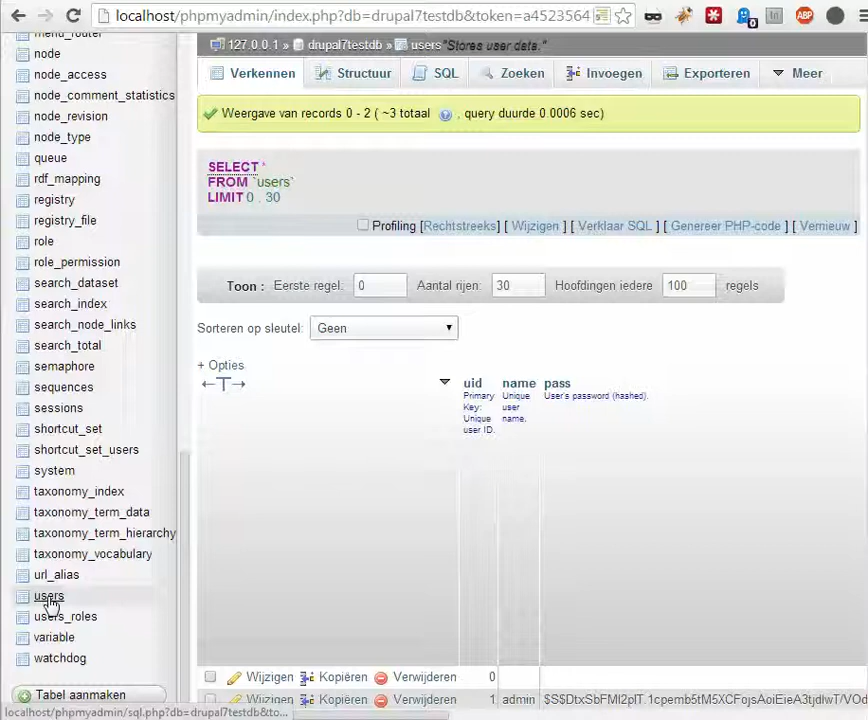 localhost/phpmyadmin/index.php?db=drupal7testdb&token=a4523564
menu_router
node
node_access
node_comment_statistics
node_revision
node_type
queue
rdf_mapping
registry
registry_file
role
role_permission
search_dataset
search_index
search_node_links
search_total
semaphore
sequences
sessions
shortcut_set
shortcut_set_users
system
taxonomy_index
taxonomy_term_data
taxonomy_term_hierarchy
taxonomy_vocabulary
url_alias
users
users_roles
variable
watchdog
Tabel aanmaken
localhost/phpmyadmin/sql.php?db=drupal7testdb&to...
127.0.0.1 » drupal7testdb » users "Stores user data."
Verkennen Structuur SQL Zoeken Invoegen Exporteren Meer
Weergave van records 0 - 2 ( ~3 totaal , query duurde 0.0006 sec)
SELECT *
FROM `users`
LIMIT 0 , 30
Profiling [Rechtstreeks] [ Wijzigen ] [ Verklaar SQL ] [ Genereer PHP-code ] [ Vernieuw ]
Toon : Eerste regel: 0 Aantal rijen: 30 Hoofdingen iedere 100 regels
Sorteren op sleutel: Geen
+ Opties
←T→ uid name pass
Primary Unique User's password (hashed).
Key: user
Unique name.
user ID.
Wijzigen Kopiëren Verwijderen 0
Wijzigen Kopiëren Verwijderen 1 admin